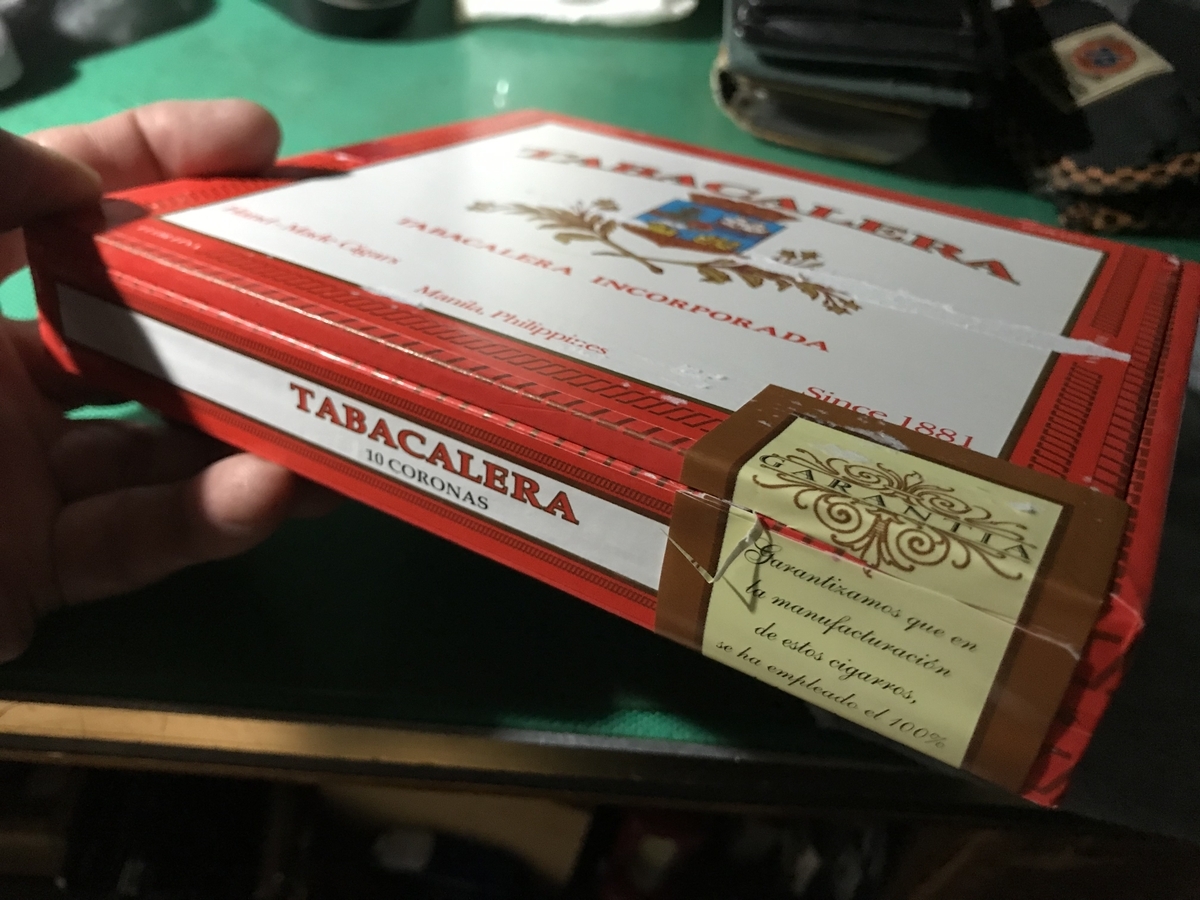 TABACALERA
TABACALERA INCORPORADA
Hand-Made Cigars
Manila, Philippines
Since 1881
TABACALERA
10 CORONAS
GARANTIA
Garantizamos que en
la manufacturación
de estos cigarros,
se ha empleado el 100%